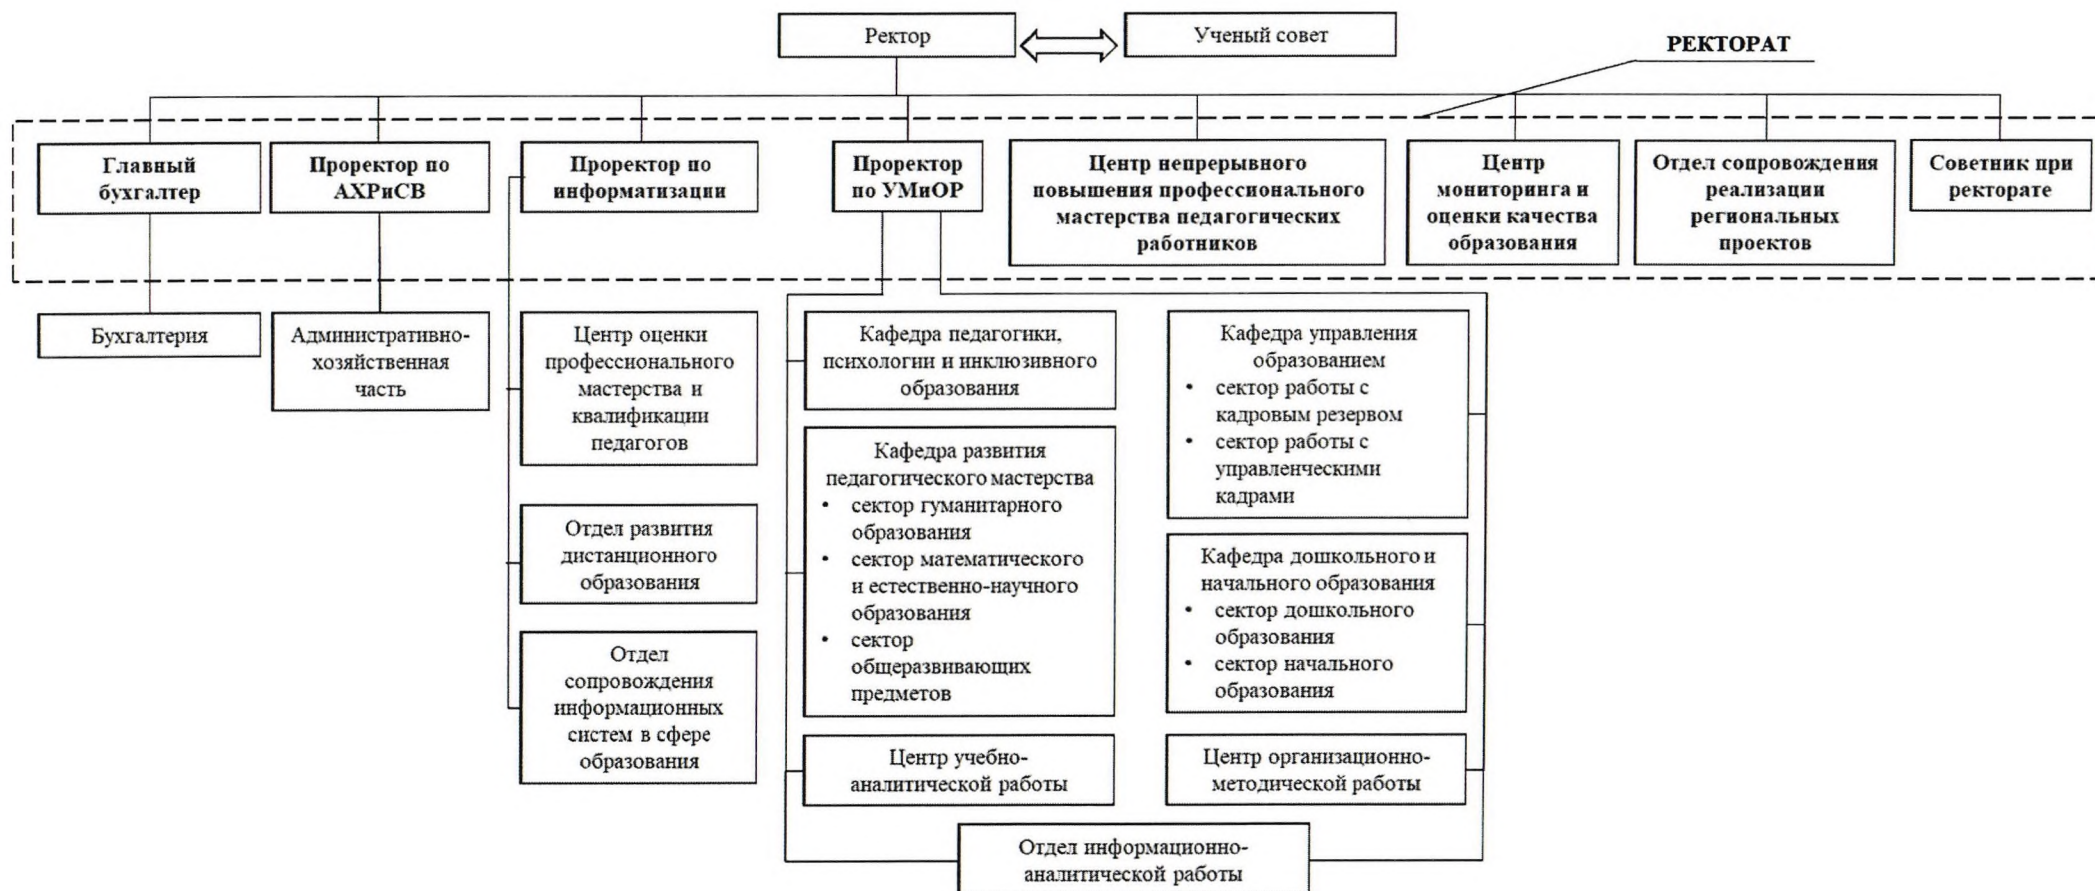 Ректор
Ученый совет
РЕКТОРАТ
Главный
бухгалтер
Проректор по
АХРиСВ
Проректор по
информатизации
Проректор
по УМиОР
Центр непрерывного
повышения профессионального
мастерства педагогических
работников
Центр
мониторинга и
оценки качества
образования
Отдел сопровождения
реализации
региональных
проектов
Советник при
ректорате
Бухгалтерия
Административно-
хозяйственная
часть
Центр оценки
профессионального
мастерства и
квалификации
педагогов
Отдел развития
дистанционного
образования
Отдел
сопровождения
информационных
систем в сфере
образования
Кафедра педагогики,
психологии и инклюзивного
образования
Кафедра развития
педагогического мастерства
• сектор гуманитарного
образования
• сектор математического
и естественно-научного
образования
• сектор
общеразвивающих
предметов
Центр учебно-
аналитической работы
Кафедра управления
образованием
• сектор работы с
кадровым резервом
• сектор работы с
управленческими
кадрами
Кафедра дошкольного и
начального образования
• сектор дошкольного
образования
• сектор начального
образования
Центр организационно-
методической работы
Отдел информационно-
аналитической работы